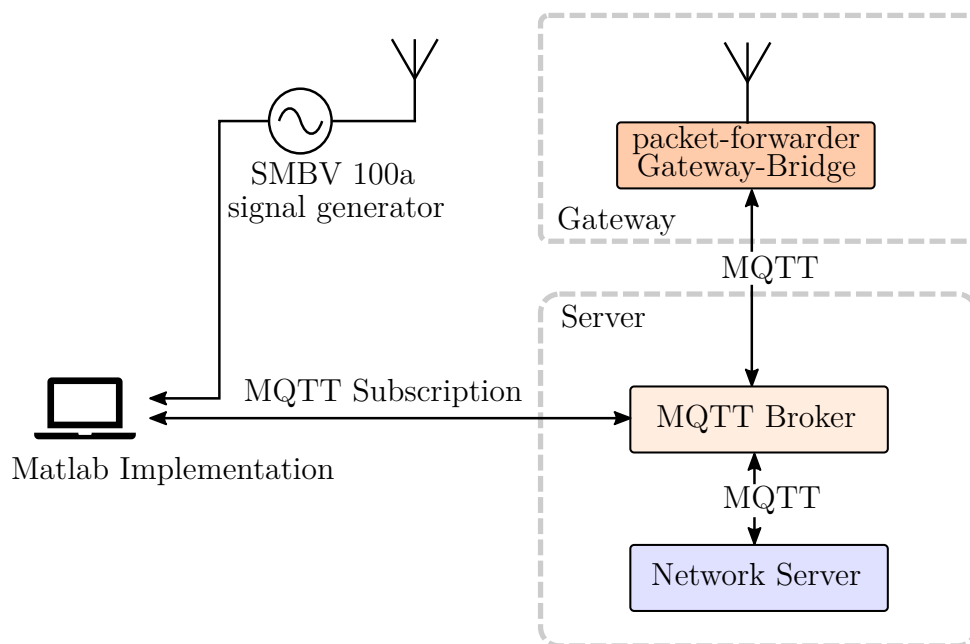 packet-forwarder
Gateway-Bridge
SMBV 100a
signal generator
Gateway
MQTT
Server
MQTT Subscription
MQTT Broker
Matlab Implementation
MQTT
Network Server